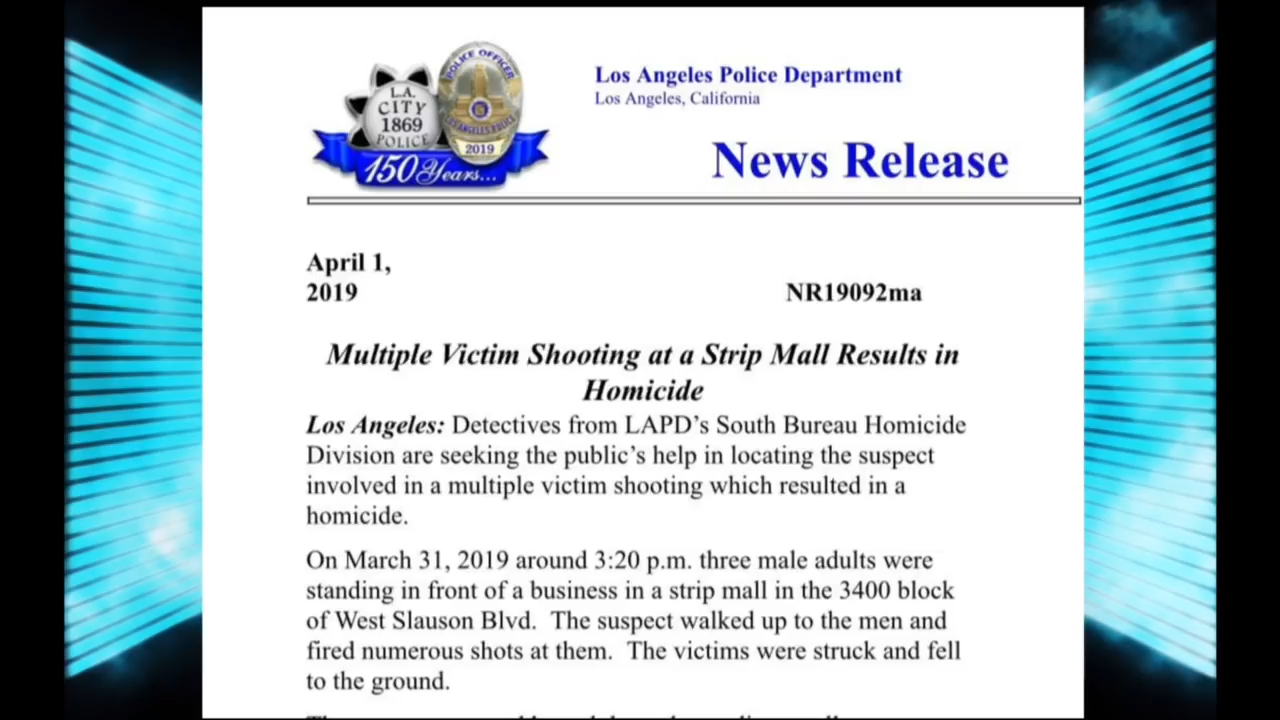 L.A.
CITY
1869
POLICE
POLICE OFFICER
LOS ANGELES POLICE
2019
150 Years...
Los Angeles Police Department
Los Angeles, California
News Release
April 1,
2019 NR19092ma
Multiple Victim Shooting at a Strip Mall Results in
Homicide
Los Angeles: Detectives from LAPD’s South Bureau Homicide
Division are seeking the public’s help in locating the suspect
involved in a multiple victim shooting which resulted in a
homicide.
On March 31, 2019 around 3:20 p.m. three male adults were
standing in front of a business in a strip mall in the 3400 block
of West Slauson Blvd. The suspect walked up to the men and
fired numerous shots at them. The victims were struck and fell
to the ground.